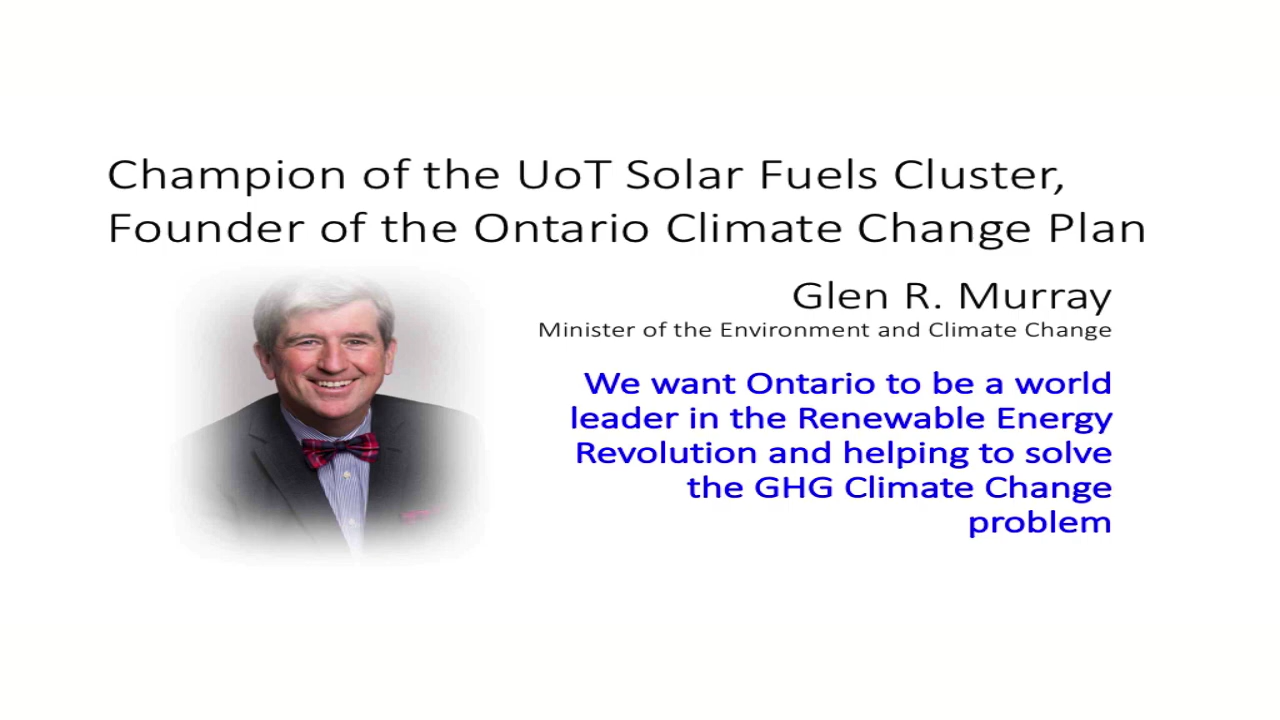 Champion of the UoT Solar Fuels Cluster,
Founder of the Ontario Climate Change Plan
Glen R. Murray
Minister of the Environment and Climate Change
We want Ontario to be a world
leader in the Renewable Energy
Revolution and helping to solve
the GHG Climate Change
problem